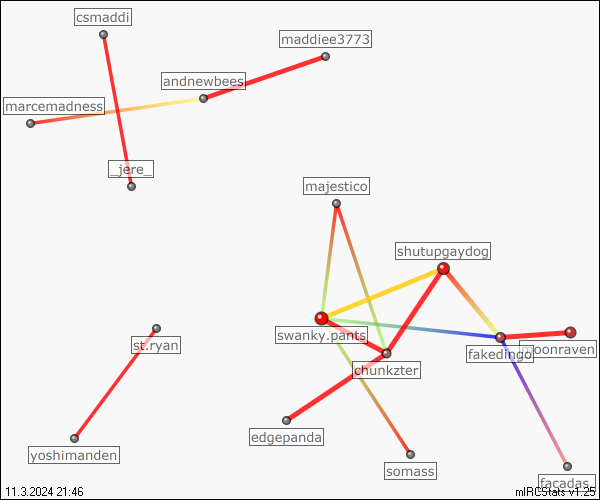 csmaddi
maddiee3773
andnewbees
marcemadness
_jere_
majestico
shutupgaydog
swanky.pants
st.ryan
fakedingo
moonraven
chunkzter
edgepanda
yoshimanden
somass
facadas_
11.3.2024 21:46
mIRCStats v1.25